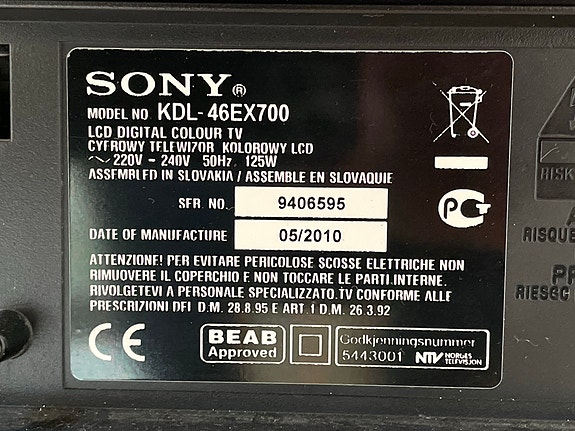 SONY®
MODEL NO. KDL-46EX700
LCD DIGITAL COLOUR TV
CYFROWY TELEWIZOR KOLOROWY LCD
~ 220V - 240V 50Hz 125W
ASSEMBLED IN SLOVAKIA / ASSEMBLE EN SLOVAQUIE
SER. NO. 9406595
DATE OF MANUFACTURE 05/2010
ATTENZIONE! PER EVITARE PERICOLOSE SCOSSE ELETTRICHE NON
RIMUOVERE IL COPERCHIO E NON TOCCARE LE PARTI INTERNE.
RIVOLGETEVI A PERSONALE SPECIALIZZATO.TV CONFORME ALLE
PRESCRIZIONI DEL D.M. 28.8.95 E ART.1 D.M. 26.3.92
CE
BEAB
Approved
Godkjenningsnummer
5443001 NTV NORGES
TELEVISJON
RISK
RISQUE
RIESGO